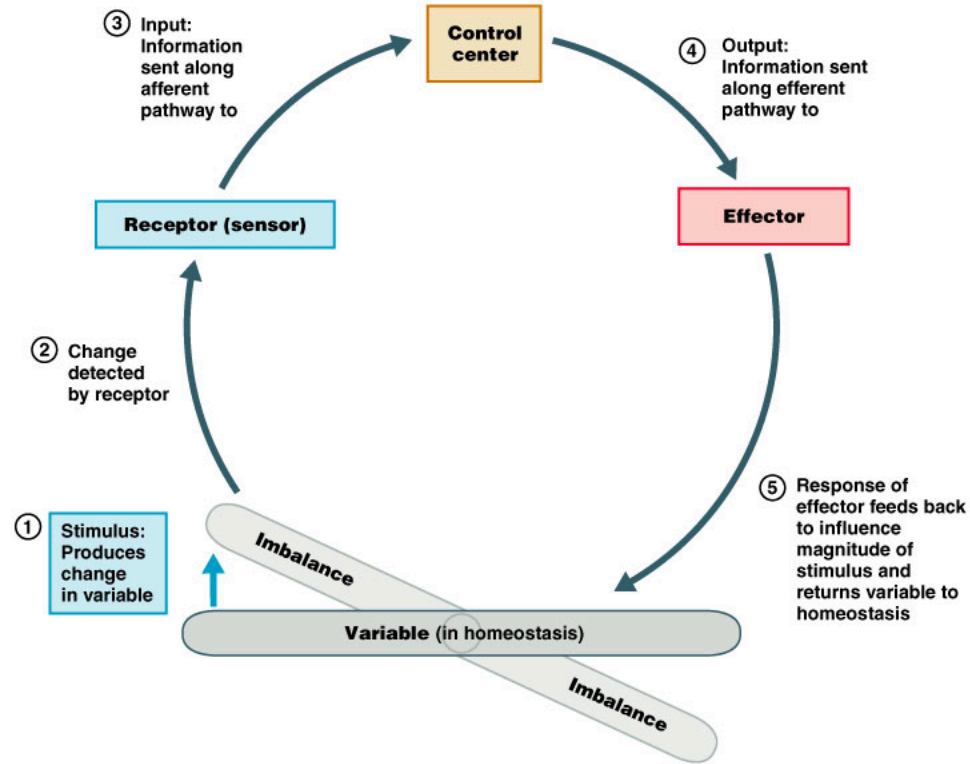 3 Input:
Information
sent along
afferent
pathway to
Control
center
4 Output:
Information sent
along efferent
pathway to
Receptor (sensor)
Effector
2 Change
detected
by receptor
1 Stimulus:
Produces
change
in variable
Imbalance
Variable (in homeostasis)
Imbalance
5 Response of
effector feeds back
to influence
magnitude of
stimulus and
returns variable to
homeostasis